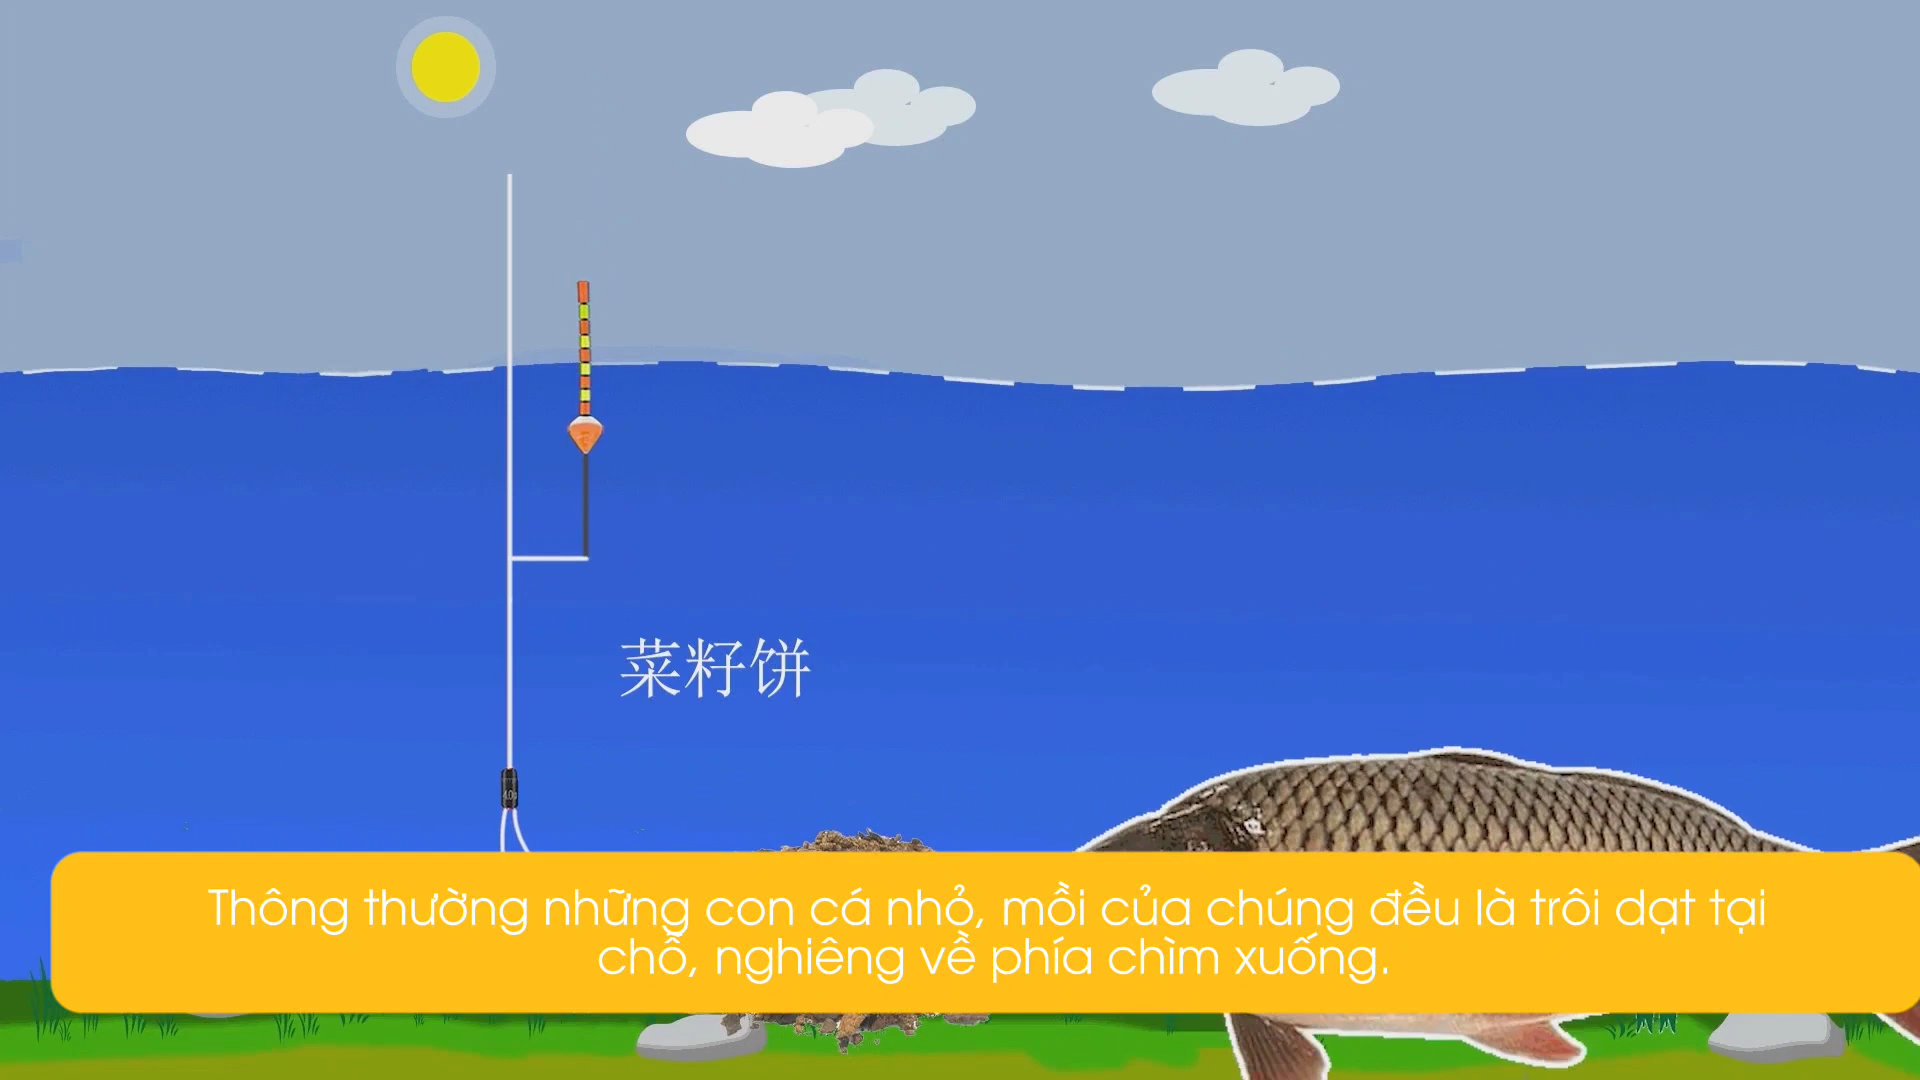 菜籽饼
Thông thường những con cá nhỏ, mồi của chúng đều là trôi dạt tại
chỗ, nghiêng về phía chìm xuống.